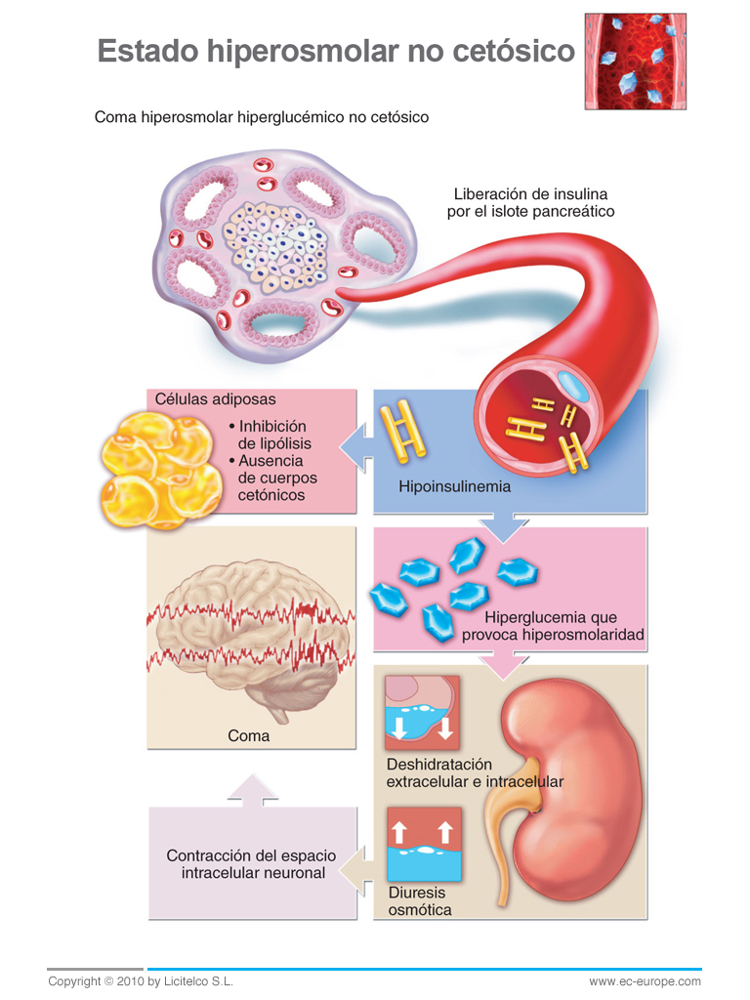 Estado hiperosmolar no cetósico
Coma hiperosmolar hiperglucémico no cetósico
Liberación de insulina
por el islote pancreático
Células adiposas
• Inhibición
de lipólisis
• Ausencia
de cuerpos
cetónicos
Hipoinsulinemia
Hiperglucemia que
provoca hiperosmolaridad
Deshidratación
extracelular e intracelular
Diuresis
osmótica
Contracción del espacio
intracelular neuronal
Coma
Copyright © 2010 by Licitelco S.L.
www.ec-europe.com